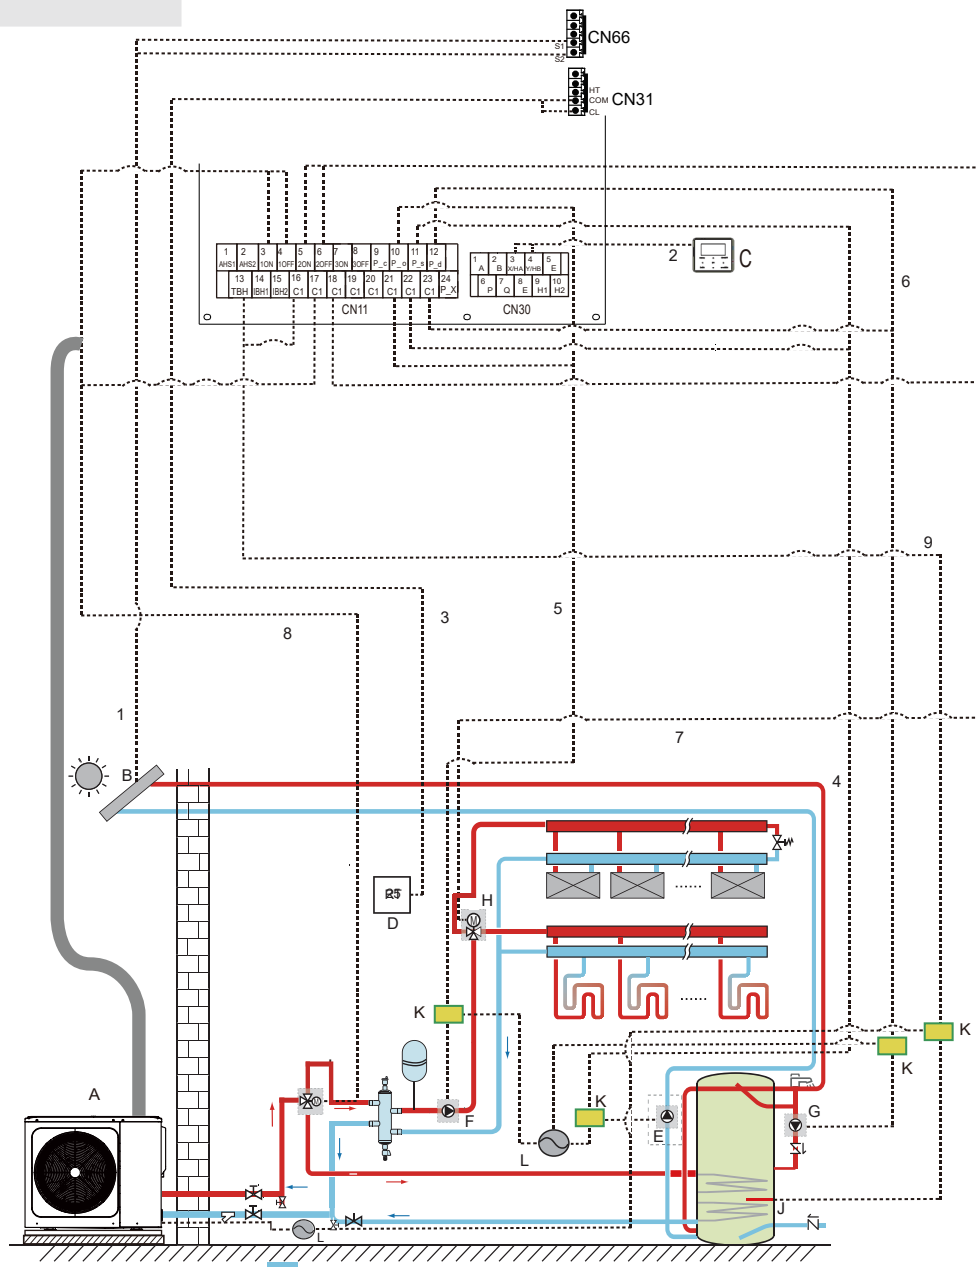 CN66
S1
S2
HT
COM CN31
CL
1 2 3 4 5 6 7 8 9 10 11 12
AHS1 AHS2 1ON 1OFF 2ON 2OFF 3ON 3OFF P_c P_o P_s P_d
13 14 15 16 17 18 19 20 21 22 23 24
TBH IBH1 IBH2 C1 C1 C1 C1 C1 C1 C1 C1 P_X
CN11
1 2 3 4 5
A B X/HA Y/HB E
6 7 8 9 10
P Q E H1 H2
CN30
2 C
6
9
3
5
8
1
7
B
4
H
M
D
K
K
K
A
K
G
F
E
L
M
J
L